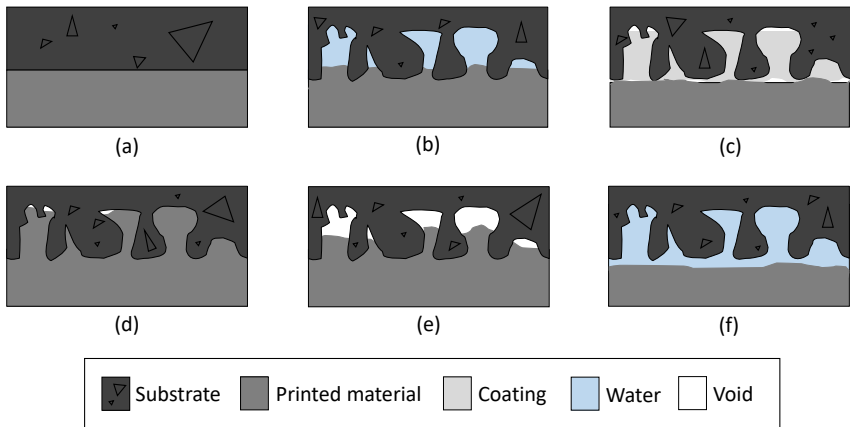 (a)
(b)
(c)
(d)
(e)
(f)
Substrate
Printed material
Coating
Water
Void